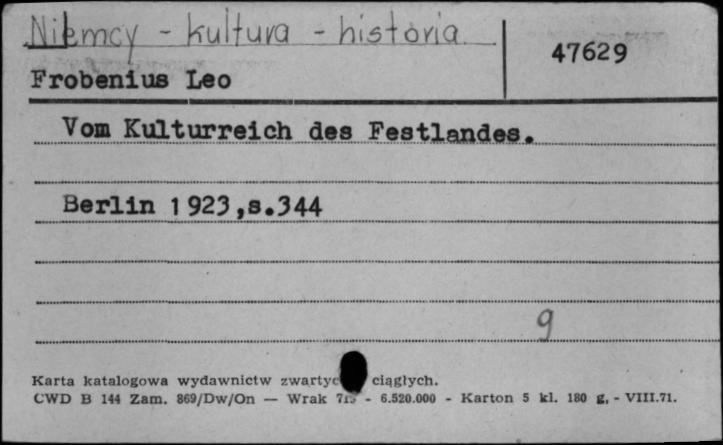 Niemcy - kultura - historia
47629
Frobenius Leo
Vom Kulturreich des Festlandes.
Berlin 1923,s.344
9
Karta katalogowa wydawnictw ciągłych.
CWD B 144 Zam. 869/Dw/On — Wrak - 6.520.000 - Karton 5 kl. 180 g, - VIII.71.